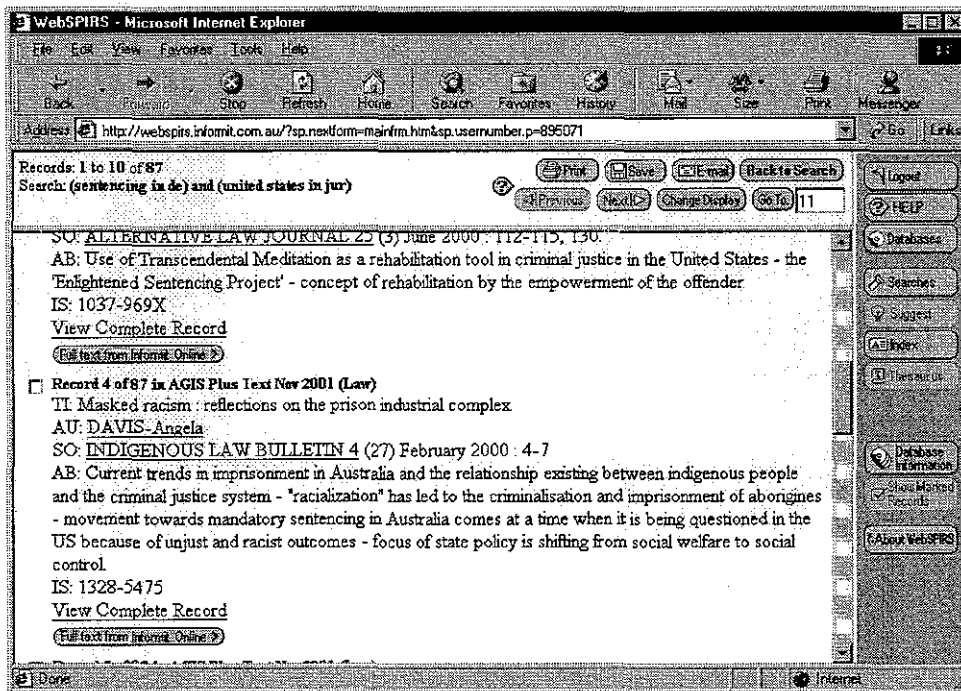 WebSPIRS - Microsoft Internet Explorer
File Edit View Favorites Tools Help
Back Forward Stop Refresh Home Search Favorites History Mail Size Print Messenger
Address http://webspirs.informit.com.au/?sp.nextform=mainfrm.htm&sp.usernumber.p=895071 Go Links
Records: 1 to 10 of 87
Search: (sentencing in de) and (united states in jur)
Print Save Email Back to Search
Previous Next Change Display Go To 11
Logout
HELP
Databases
Searches
Suggest
Index
Thesaurus
Database Information
Show Marked Records
About WebSPIRS
SO: ALTERNATIVE LAW JOURNAL 25 (3) June 2000 : 112-115, 130.
AB: Use of Transcendental Meditation as a rehabilitation tool in criminal justice in the United States - the
'Enlightened Sentencing Project' - concept of rehabilitation by the empowerment of the offender
IS: 1037-969X
View Complete Record
Full text from Informit Online >
Record 4 of 87 in AGIS Plus Text Nov 2001 (Law)
TI: Masked racism : reflections on the prison industrial complex
AU: DAVIS-Angela
SO: INDIGENOUS LAW BULLETIN 4 (27) February 2000 : 4-7
AB: Current trends in imprisonment in Australia and the relationship existing between indigenous people
and the criminal justice system - "racialization" has led to the criminalisation and imprisonment of aborigines
- movement towards mandatory sentencing in Australia comes at a time when it is being questioned in the
US because of unjust and racist outcomes - focus of state policy is shifting from social welfare to social
control.
IS: 1328-5475
View Complete Record
Full text from Informit Online >
Done Internet